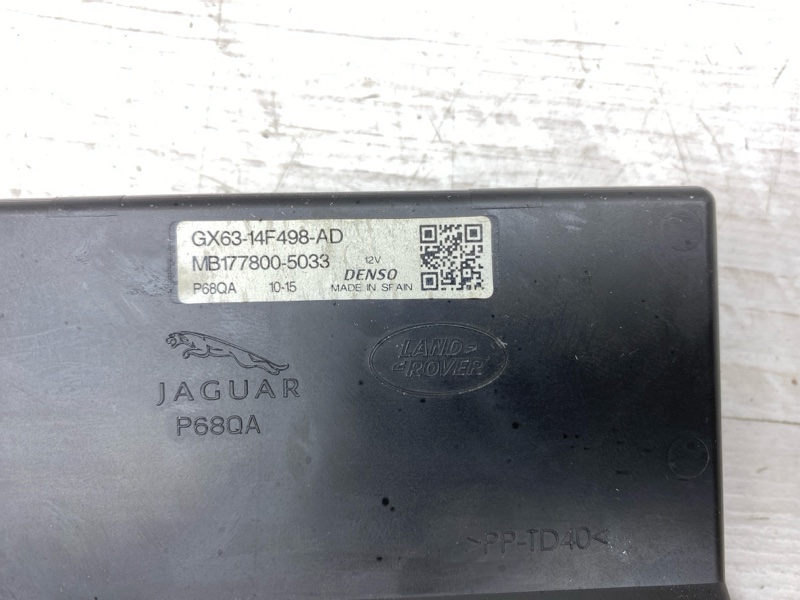 GX63-14F498-AD
MB177800-5033
12V
DENSO
P68QA 10-15 MADE IN SPAIN
JAGUAR
P68QA
LAND
ROVER
>PP-TD40<